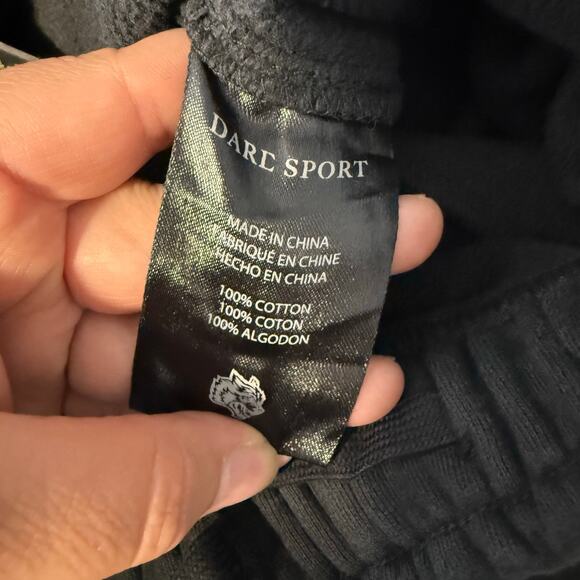 DARC SPORT
MADE IN CHINA
FABRIQUÉ EN CHINE
HECHO EN CHINA
100% COTTON
100% COTON
100% ALGODON